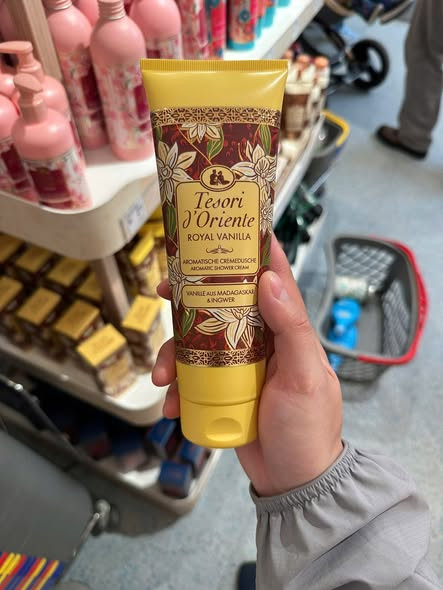 Tesori
d'Oriente
ROYAL VANILLA
AROMATISCHE CREMEDUSCHE
AROMATIC SHOWER CREAM
VANILLE AUS MADAGASKAR
& INGWER